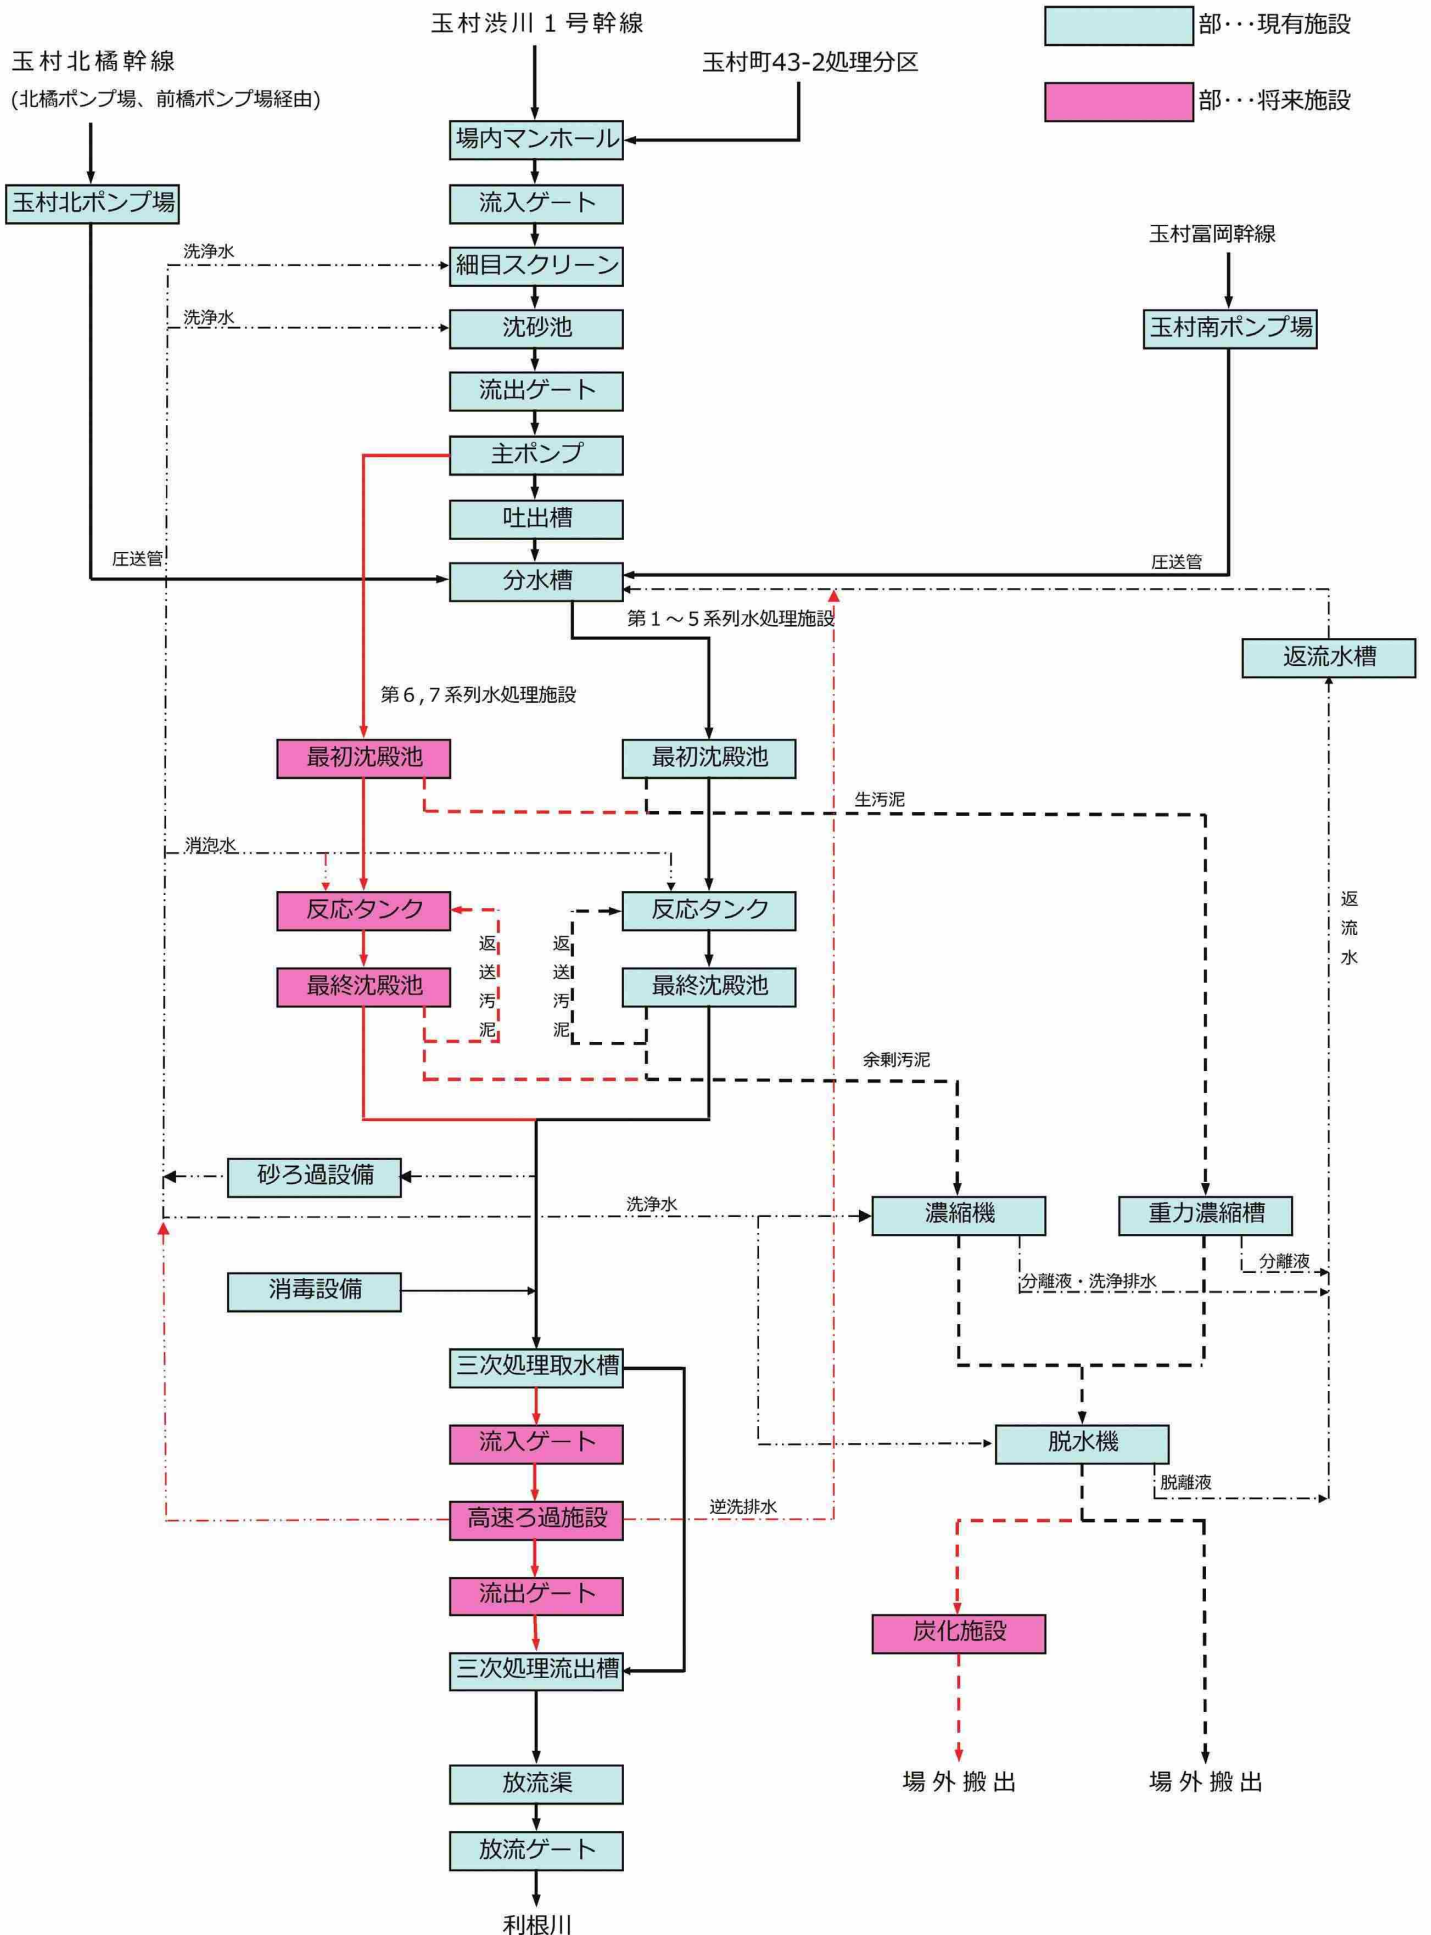 玉村渋川１号幹線
部･･･現有施設
玉村北橘幹線
(北橘ポンプ場、前橋ポンプ場経由)
玉村町43-2処理分区
部･･･将来施設
場内マンホール
玉村北ポンプ場
流入ゲート
玉村冨岡幹線
洗浄水
細目スクリーン
洗浄水
沈砂池
玉村南ポンプ場
流出ゲート
主ポンプ
吐出槽
圧送管
分水槽
圧送管
第１～５系列水処理施設
返流水槽
第６,７系列水処理施設
最初沈殿池
最初沈殿池
生汚泥
消泡水
反応タンク
反応タンク
返流水
返送汚泥
返送汚泥
最終沈殿池
最終沈殿池
余剰汚泥
砂ろ過設備
洗浄水
濃縮機
重力濃縮槽
分離液
分離液・洗浄排水
消毒設備
三次処理取水槽
流入ゲート
脱水機
脱離液
高速ろ過施設
逆洗排水
流出ゲート
炭化施設
三次処理流出槽
放流渠
場外搬出
場外搬出
放流ゲート
利根川